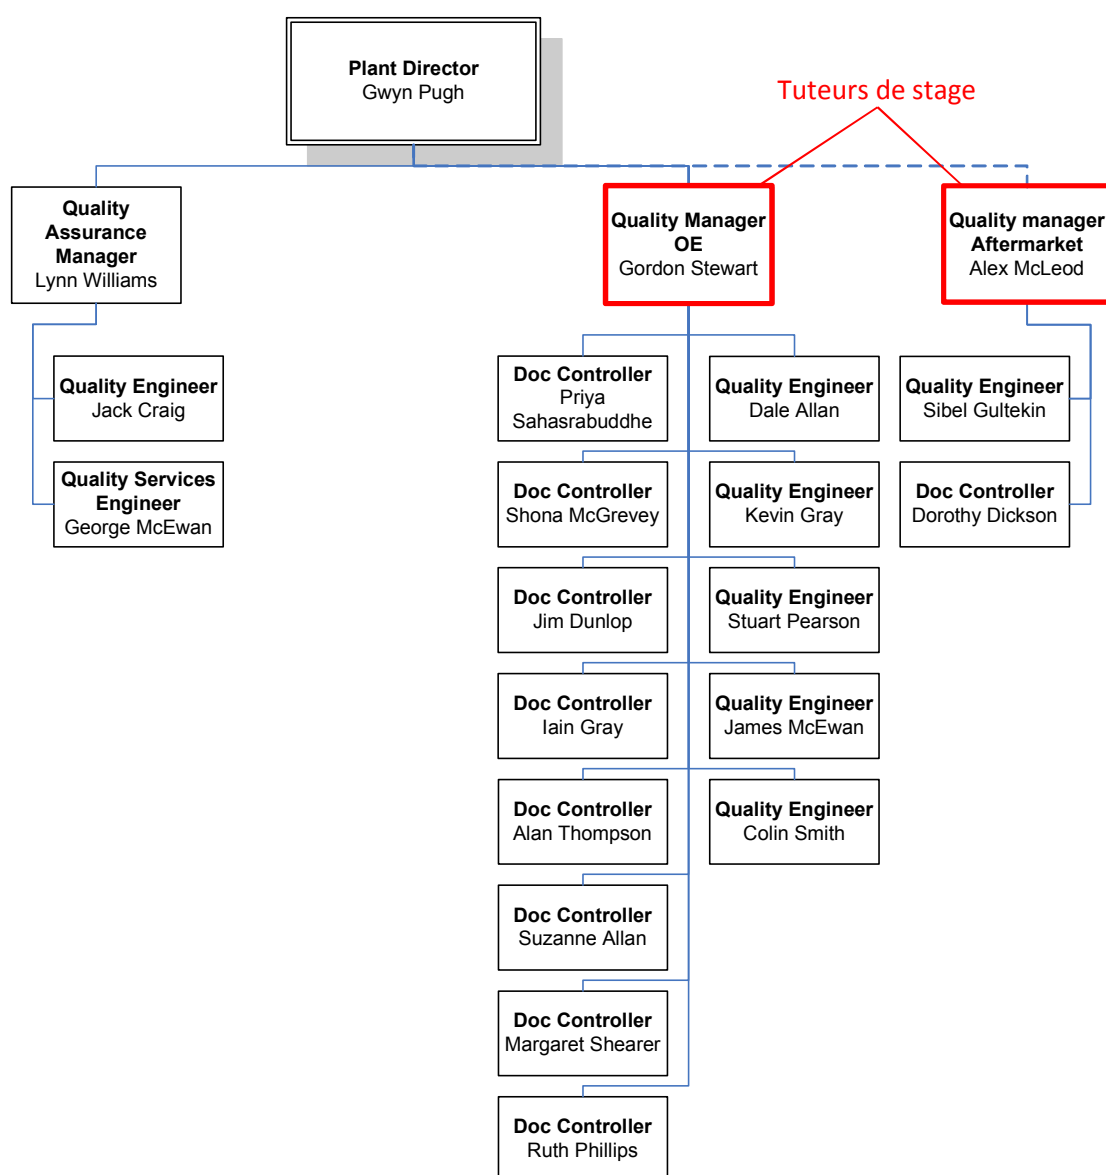 Plant Director
Gwyn Pugh
Tuteurs de stage
Quality
Assurance
Manager
Lynn Williams
Quality Manager
OE
Gordon Stewart
Quality manager
Aftermarket
Alex McLeod
Quality Engineer
Jack Craig
Quality Services
Engineer
George McEwan
Doc Controller
Priya
Sahasrabuddhe
Quality Engineer
Dale Allan
Doc Controller
Shona McGrevey
Quality Engineer
Kevin Gray
Doc Controller
Jim Dunlop
Quality Engineer
Stuart Pearson
Doc Controller
Iain Gray
Quality Engineer
James McEwan
Doc Controller
Alan Thompson
Quality Engineer
Colin Smith
Doc Controller
Suzanne Allan
Doc Controller
Margaret Shearer
Doc Controller
Ruth Phillips
Quality Engineer
Sibel Gultekin
Doc Controller
Dorothy Dickson